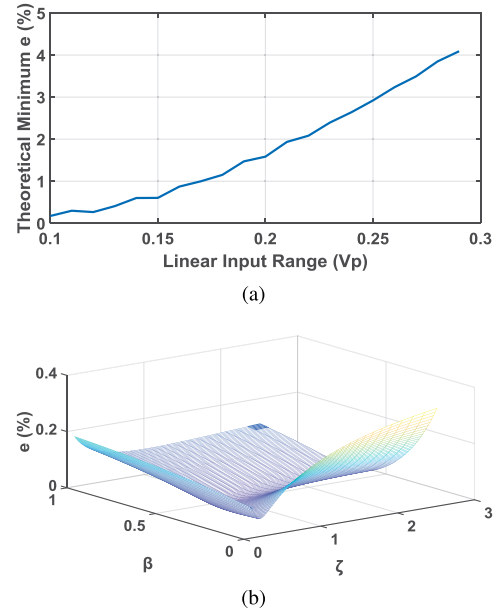 5
4
3
2
1
0
Theoretical Minimum e (%)
0.1 0.15 0.2 0.25 0.3
Linear Input Range (Vp)
(a)
0.4
0.2
0
e (%)
1
0.5
0
β
0
1
2
3
ζ
(b)